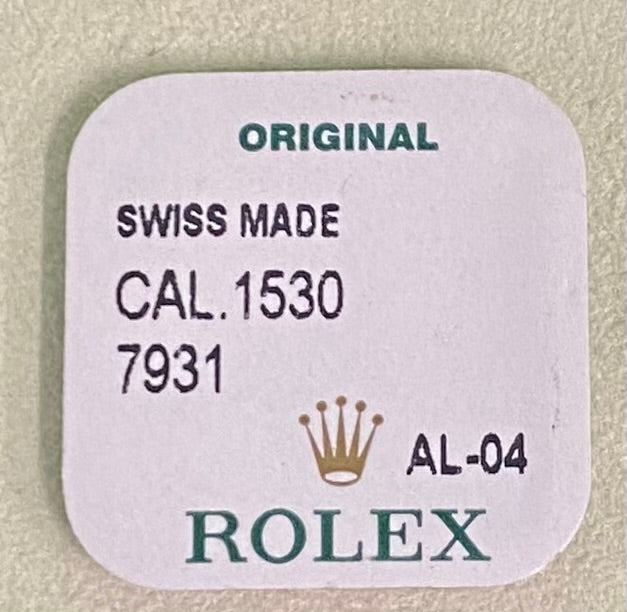 ORIGINAL
SWISS MADE
CAL.1530
7931
AL-04
ROLEX